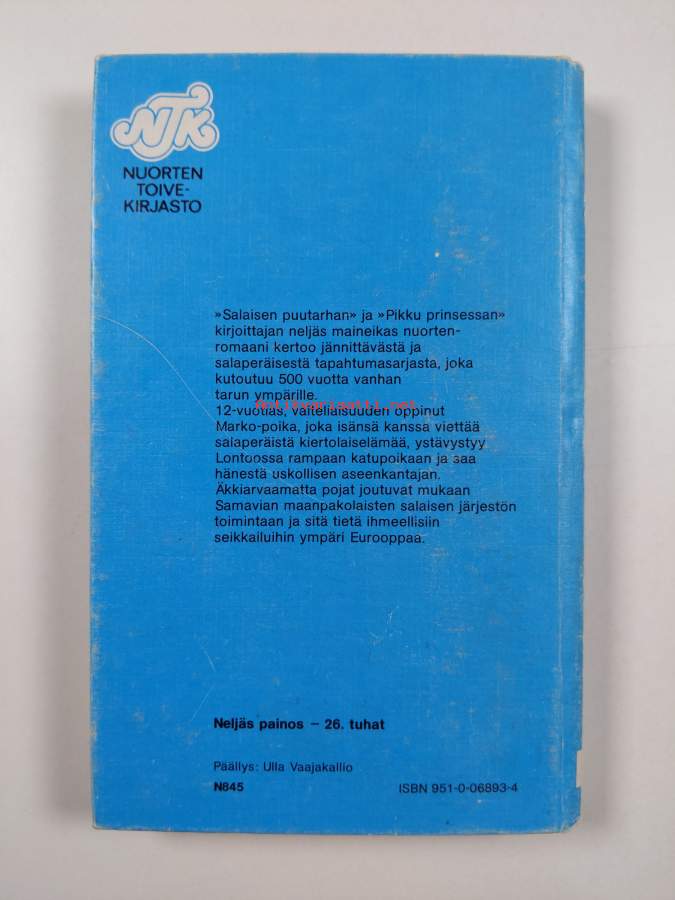 NTK
NUORTEN
TOIVE-
KIRJASTO
»Salaisen puutarhan» ja »Pikku prinsessan»
kirjoittajan neljäs maineikas nuorten-
romaani kertoo jännittävästä ja
salaperäisestä tapahtumasarjasta, joka
kutoutuu 500 vuotta vanhan
tarun ympärille.
Antikvariaatti.net
12-vuotias, vaiteliaisuuden oppinut
Marko-poika, joka isänsä kanssa viettää
salaperäistä kiertolaiselämää, ystävystyy
Lontoossa rampaan katupoikaan ja saa
hänestä uskollisen aseenkantajan.
Äkkiarvaamatta pojat joutuvat mukaan
Samavian maanpakolaisten salaisen järjestön
toimintaan ja sitä tietä ihmeellisiin
seikkailuihin ympäri Eurooppaa.
Neljäs painos – 26. tuhat
Päällys: Ulla Vaajakallio
N845 ISBN 951-0-06893-4